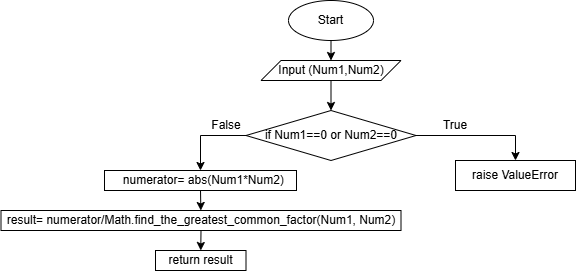 Start
Input (Num1,Num2)
if Num1==0 or Num2==0
False
True
numerator= abs(Num1*Num2)
raise ValueError
result= numerator/Math.find_the_greatest_common_factor(Num1, Num2)
return result